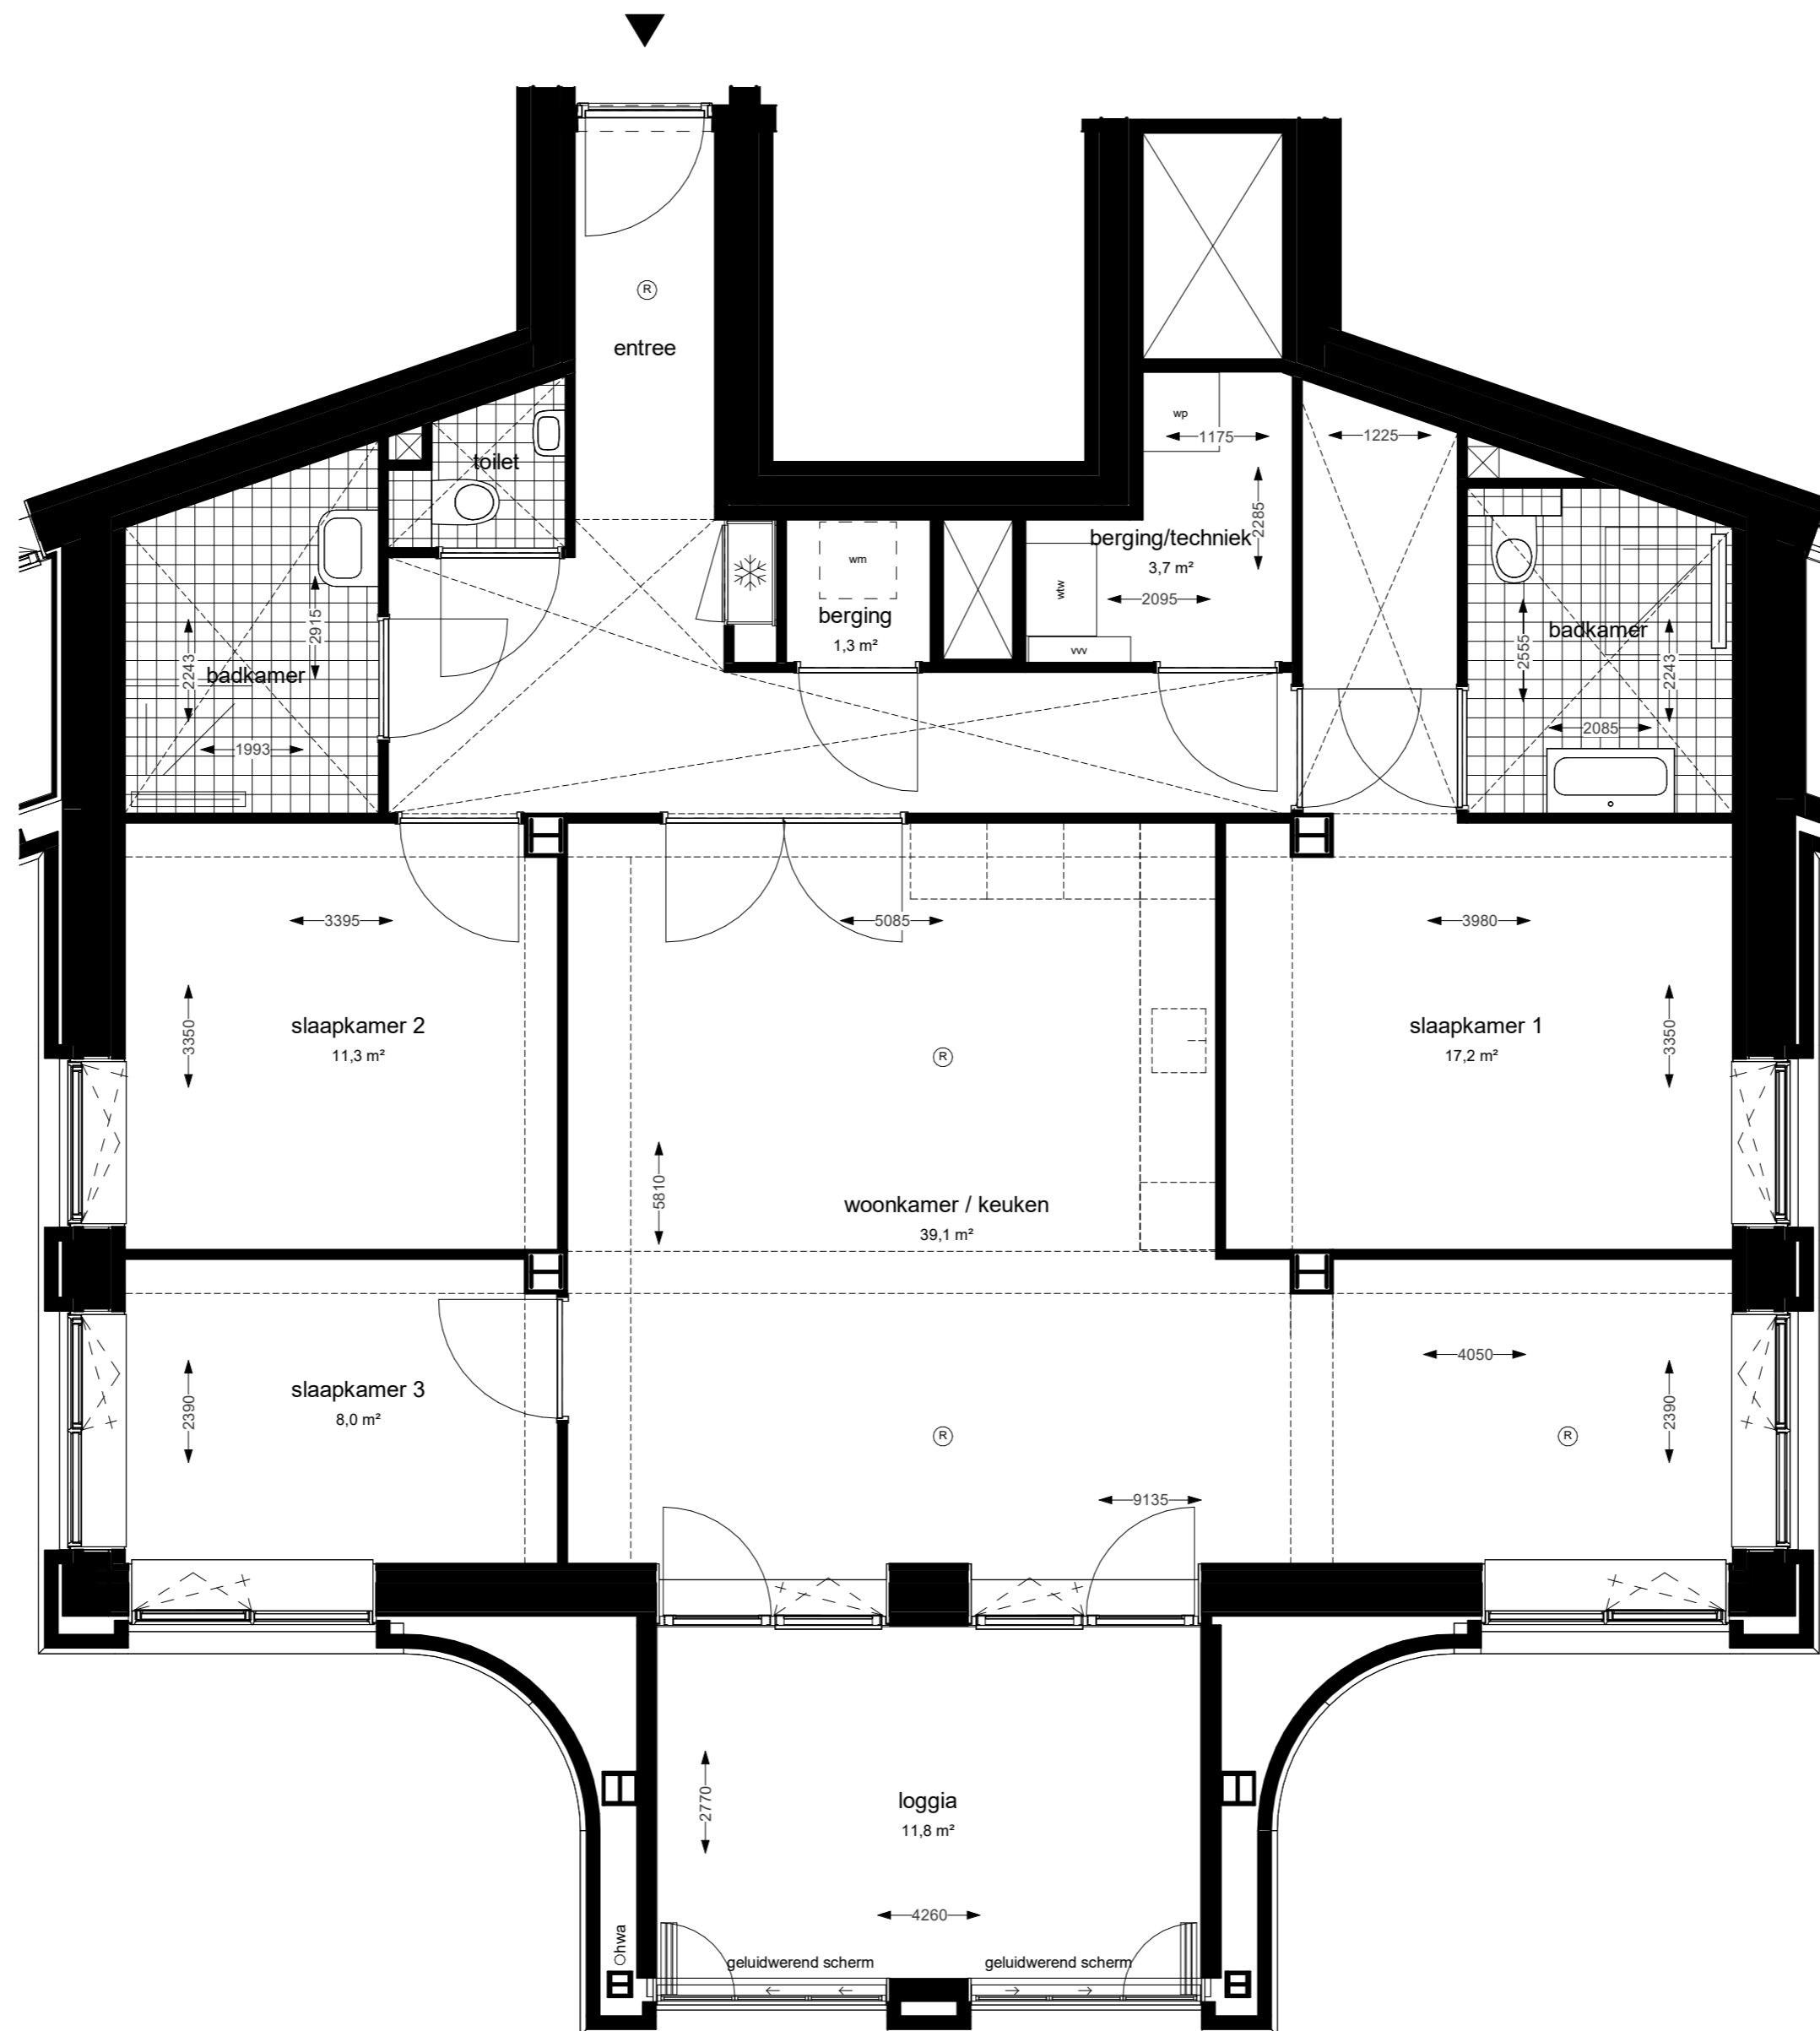 R
entree
wp
1175
1225
toilet
2285
berging/techniek
3,7 m²
wm
wtw
2095
berging
1,3 m²
vvv
2915
2243
badkamer
1993
badkamer
2555
2243
2085
3395
5085
3980
3350
slaapkamer 2
11,3 m²
R
slaapkamer 1
17,2 m²
3350
5810
woonkamer / keuken
39,1 m²
4050
slaapkamer 3
8,0 m²
2390
2390
R
R
9135
2770
loggia
11,8 m²
4260
hwa
geluidwerend scherm
geluidwerend scherm